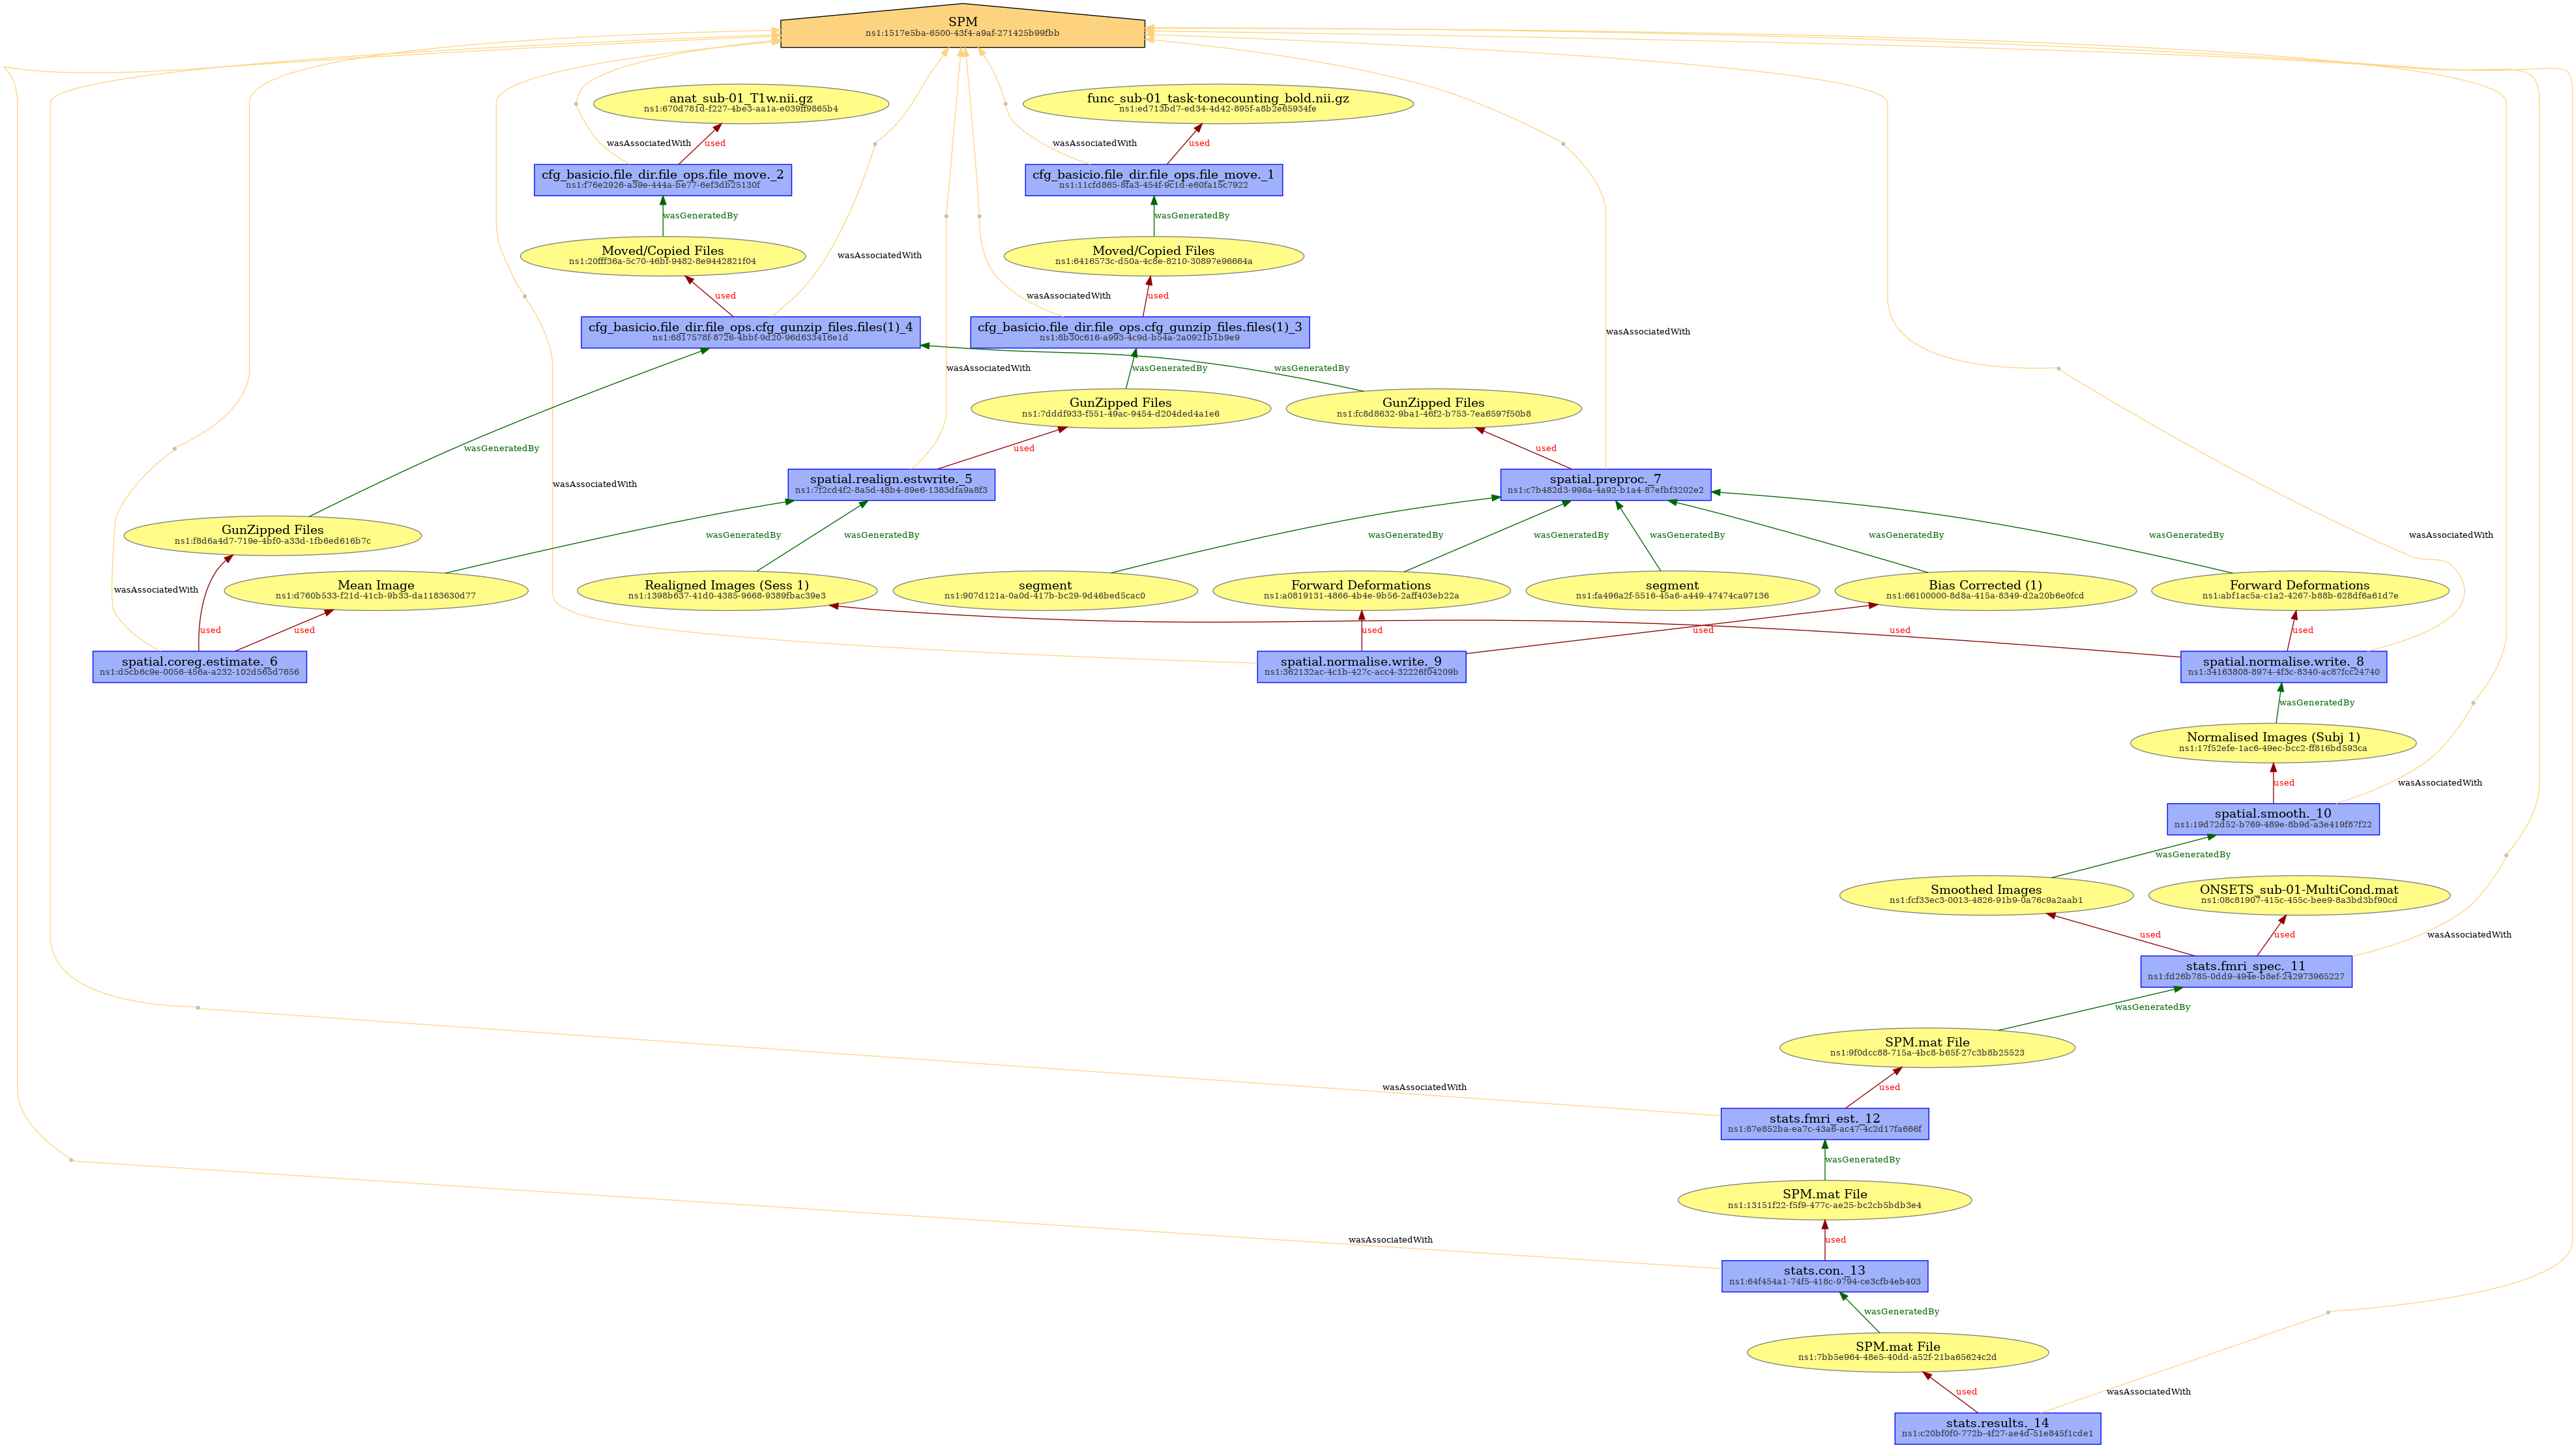 SPM
ns1:1517e5ba-6500-43f4-a9af-271425b99fbb
anat_sub-01_T1w.nii.gz
ns1:670d781d-f227-4be3-aa1a-e039ff9865b4
func_sub-01_task-tonecounting_bold.nii.gz
ns1:ed713bd7-ed34-4d42-895f-a8b2e65934fe
wasAssociatedWith
used
wasAssociatedWith
used
cfg_basicio.file_dir.file_ops.file_move._2
ns1:f76e2926-a39e-444a-be77-6ef3db25130f
cfg_basicio.file_dir.file_ops.file_move._1
ns1:11cfd865-8fa3-454f-9c1d-e60fa15c7922
wasGeneratedBy
wasGeneratedBy
Moved/Copied Files
ns1:20fff36a-5c70-46bf-9482-8e9442821f04
wasAssociatedWith
Moved/Copied Files
ns1:6416573c-d50a-4c8e-8210-30897e96664a
used
wasAssociatedWith
used
cfg_basicio.file_dir.file_ops.cfg_gunzip_files.files(1)_4
ns1:6817578f-8726-4bbf-9d20-96d633416e1d
cfg_basicio.file_dir.file_ops.cfg_gunzip_files.files(1)_3
ns1:8b30c616-a993-4c9d-b54a-2a0921b1b9e9
wasAssociatedWith
wasAssociatedWith
wasGeneratedBy
wasGeneratedBy
GunZipped Files
ns1:7dddf933-f551-49ac-9454-d204ded4a1e6
GunZipped Files
ns1:fc8d8632-9ba1-46f2-b753-7ea6597f50b8
wasGeneratedBy
used
used
spatial.realign.estwrite._5
ns1:7f2cd4f2-8a5d-48b4-89e6-1383dfa9a8f3
spatial.preproc._7
ns1:c7b482d3-998a-4a92-b1a4-87efbf3202e2
wasAssociatedWith
GunZipped Files
ns1:f8d6a4d7-719e-4bf0-a33d-1fb6ed616b7c
wasGeneratedBy
wasGeneratedBy
wasGeneratedBy
wasGeneratedBy
wasGeneratedBy
wasGeneratedBy
wasGeneratedBy
wasAssociatedWith
wasAssociatedWith
Mean Image
ns1:d760b533-f21d-41cb-9b33-da1183630d77
Realigned Images (Sess 1)
ns1:1398b637-41d0-4385-9668-9389fbac39e3
segment
ns1:907d121a-0a0d-417b-bc29-9d46bed5cac0
Forward Deformations
ns1:a0819131-4866-4b4e-9b56-2aff403eb22a
segment
ns1:fa496a2f-5516-45a6-a449-47474ca97136
Bias Corrected (1)
ns1:66100000-8d8a-415a-8349-d2a20b6e0fcd
Forward Deformations
ns1:abf1ac5a-c1a2-4267-b88b-628df6a61d7e
used
used
used
used
used
used
spatial.coreg.estimate._6
ns1:d5cb6c9e-0056-456a-a232-102d565d7656
spatial.normalise.write._9
ns1:362132ac-4c1b-427c-acc4-32226f04209b
spatial.normalise.write._8
ns1:34163808-8974-4f3c-8340-ac87fcc24740
wasGeneratedBy
Normalised Images (Subj 1)
ns1:17f52efe-1ac6-49ec-bcc2-ff816bd593ca
used
wasAssociatedWith
spatial.smooth._10
ns1:19d72d52-b769-489e-8b9d-a3e419f87f22
wasGeneratedBy
Smoothed Images
ns1:fcf33ec3-0013-4826-91b9-0a76c9a2aab1
ONSETS_sub-01-MultiCond.mat
ns1:08c81907-415c-455c-bee9-8a3bd3bf90cd
used
used
wasAssociatedWith
stats.fmri_spec._11
ns1:fd26b785-0dd9-494e-b8ef-242973965227
wasGeneratedBy
SPM.mat File
ns1:9f0dcc88-715a-4bc8-b65f-27c3b8b25523
wasAssociatedWith
used
stats.fmri_est._12
ns1:87e852ba-ea7c-43a6-ac47-4c2d17fa666f
wasGeneratedBy
SPM.mat File
ns1:13151f22-f5f9-477c-ae25-bc2cb5bdb3e4
wasAssociatedWith
used
stats.con._13
ns1:64f454a1-74f5-418c-9794-ce3cfb4eb403
wasGeneratedBy
SPM.mat File
ns1:7bb5e964-48e5-40dd-a52f-21ba65624c2d
used
wasAssociatedWith
stats.results._14
ns1:c20bf0f0-772b-4f27-ae4d-51e845f1cde1